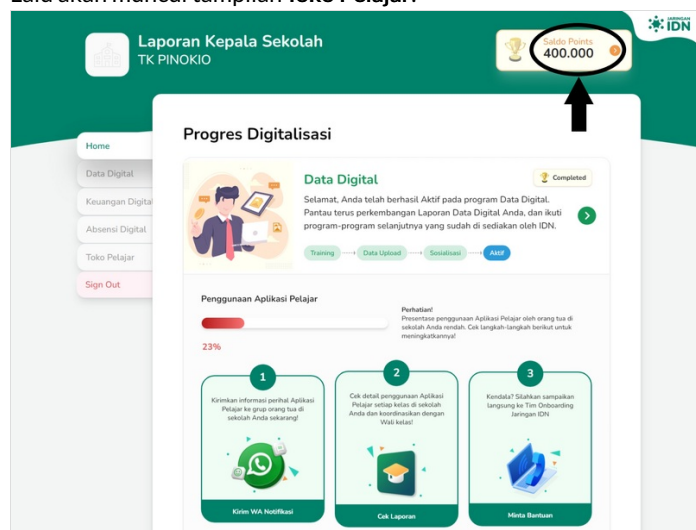 Laporan Kepala Sekolah
TK PINOKIO
Saldo Points
400.000
JARINGAN
IDN
Progres Digitalisasi
Home
Data Digital
Keuangan Digital
Absensi Digital
Toko Pelajar
Sign Out
Data Digital
Completed
Selamat, Anda telah berhasil Aktif pada program Data Digital.
Pantau terus perkembangan Laporan Data Digital Anda, dan ikuti
program-program selanjutnya yang sudah di sediakan oleh IDN.
Training
Data Upload
Sosialisasi
Aktif
Penggunaan Aplikasi Pelajar
23%
Perhatian!
Presentase penggunaan Aplikasi Pelajar oleh orang tua di
sekolah Anda rendah. Cek langkah-langkah berikut untuk
meningkatkannya!
1
Kirimkan informasi perihal Aplikasi
Pelajar ke grup orang tua di
sekolah Anda sekarang!
Kirim WA Notifikasi
2
Cek detail penggunaan Aplikasi
Pelajar setiap kelas di sekolah
Anda dan koordinasikan dengan
Wali kelas!
Cek Laporan
3
Kendala? Silahkan sampaikan
langsung ke Tim Onboarding
Jaringan IDN
Minta Bantuan